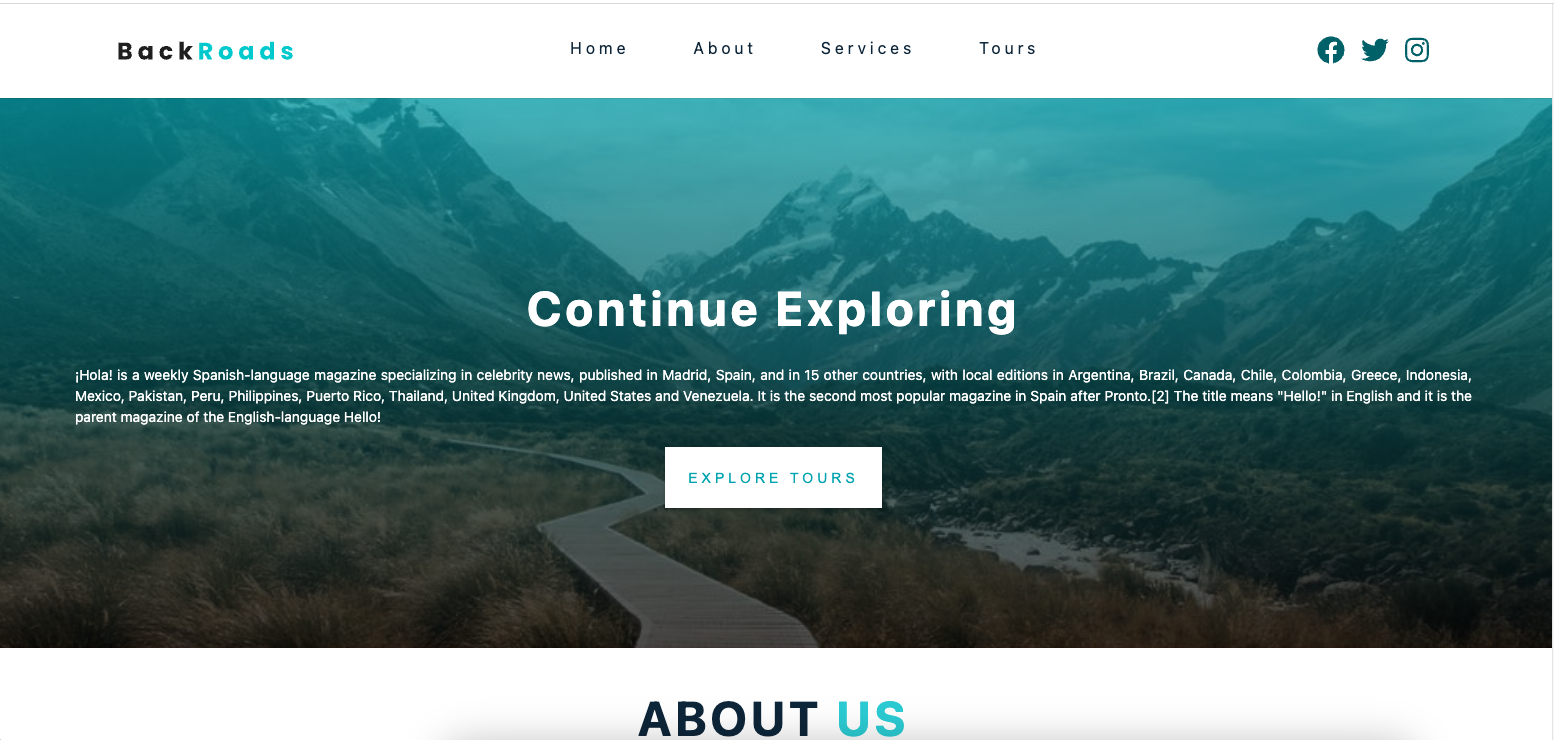 BackRoads
Home About Services Tours
Continue Exploring
¡Hola! is a weekly Spanish-language magazine specializing in celebrity news, published in Madrid, Spain, and in 15 other countries, with local editions in Argentina, Brazil, Canada, Chile, Colombia, Greece, Indonesia,
Mexico, Pakistan, Peru, Philippines, Puerto Rico, Thailand, United Kingdom, United States and Venezuela. It is the second most popular magazine in Spain after Pronto.[2] The title means "Hello!" in English and it is the
parent magazine of the English-language Hello!
EXPLORE TOURS
ABOUT US